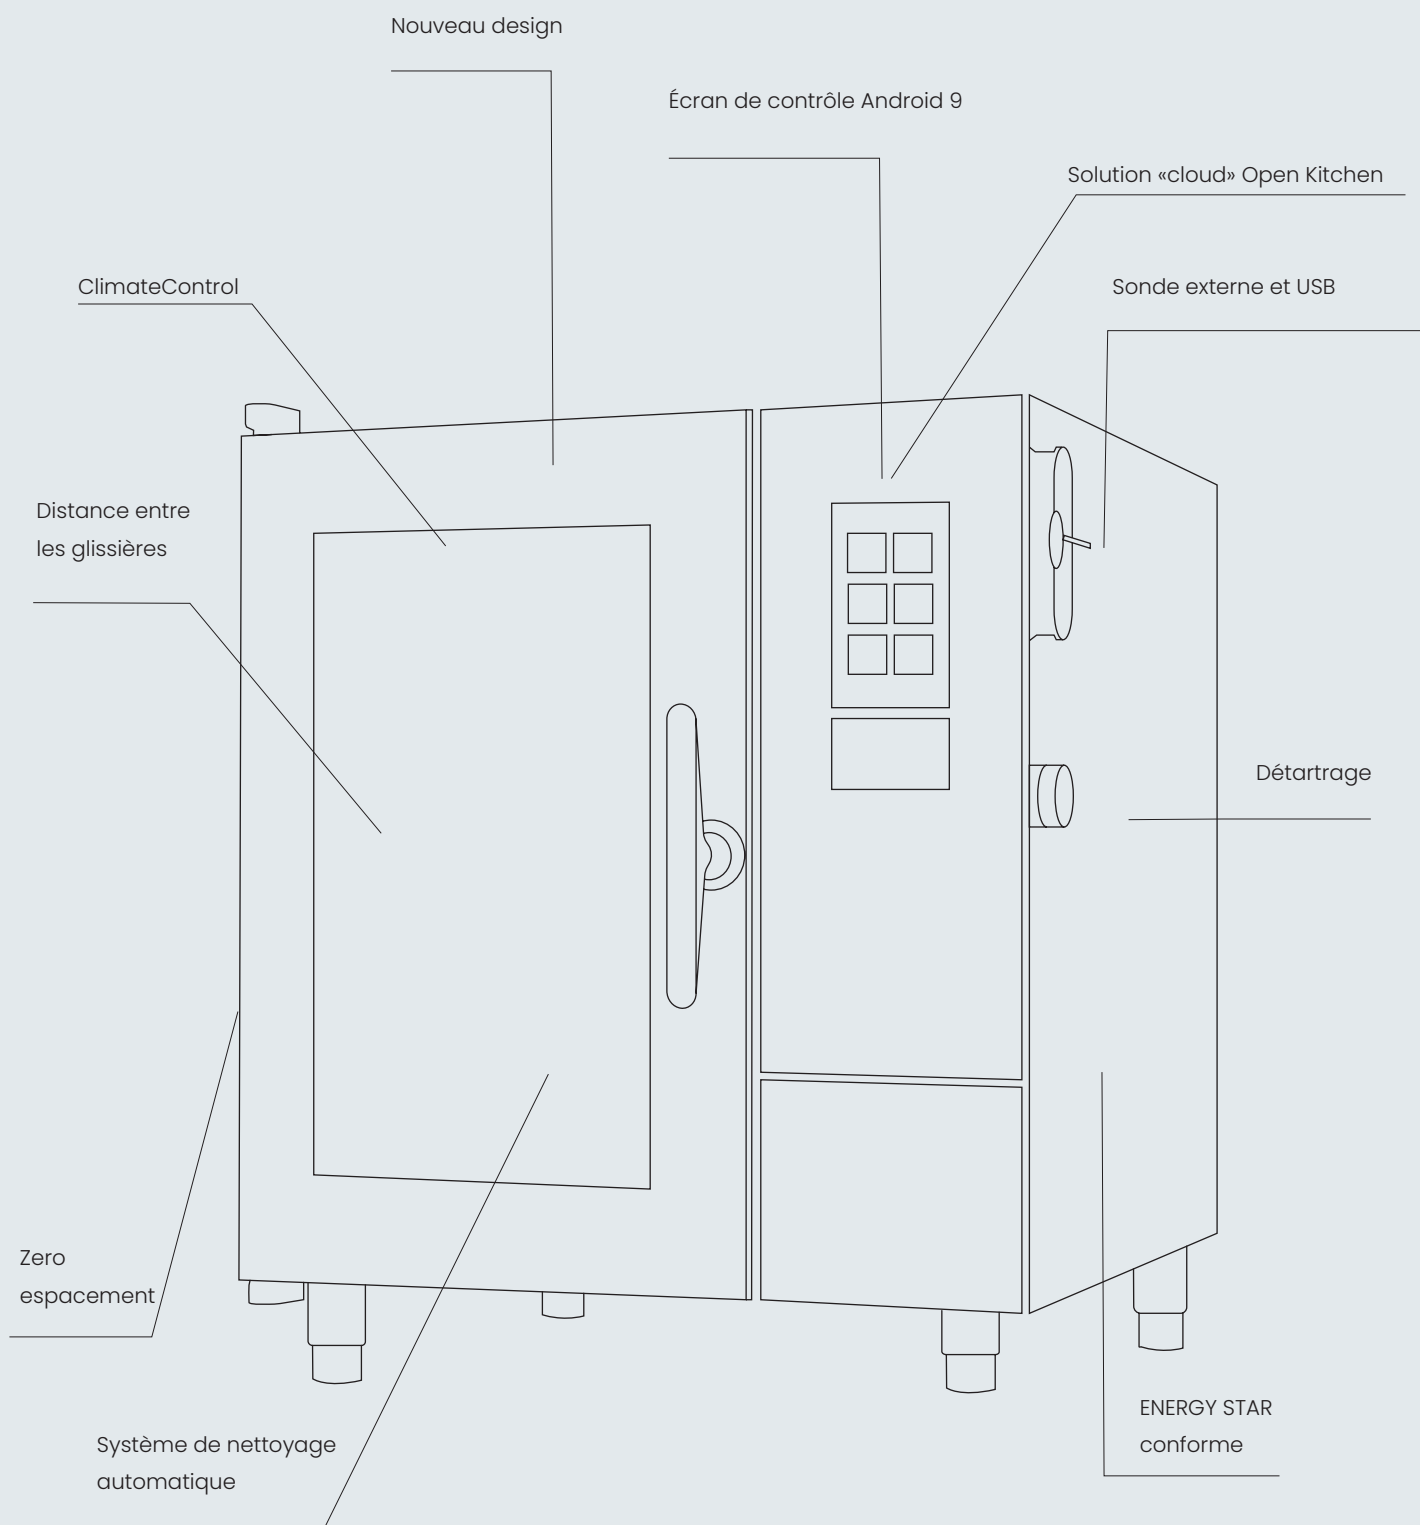 Nouveau design
Écran de contrôle Android 9
Solution «cloud» Open Kitchen
ClimateControl
Sonde externe et USB
Distance entre
les glissières
Détartrage
Zero
espacement
ENERGY STAR
conforme
Système de nettoyage
automatique